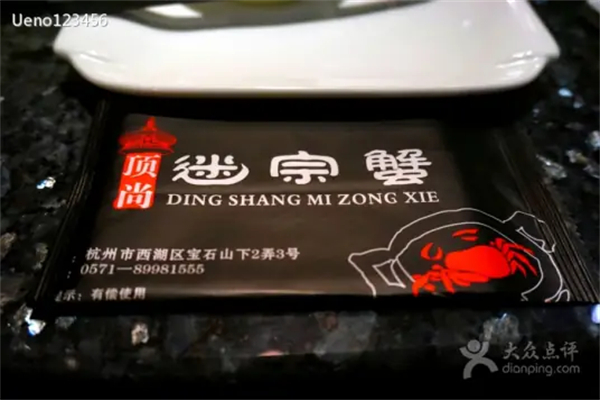 Ueno123456
顶尚
迷宗蟹
DING SHANG MI ZONG XIE
杭州市西湖区宝石山下2弄3号
0571—89981555
示：有偿使用
大众点评
dianping.com